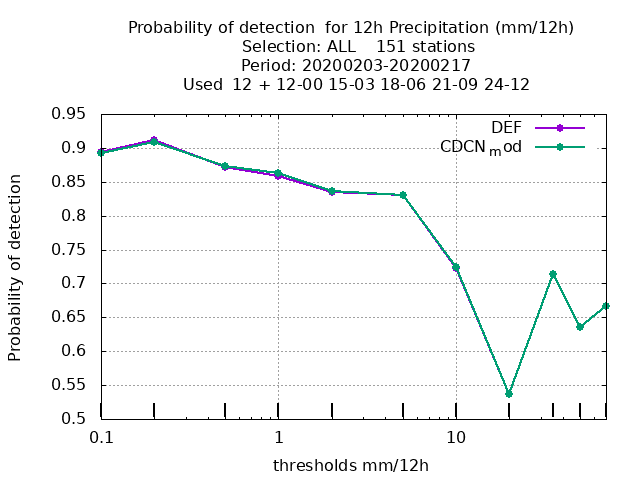 Probability of detection  for 12h Precipitation (mm/12h)
Selection: ALL    151 stations
Period: 20200203-20200217
Used  12 + 12-00 15-03 18-06 21-09 24-12
DEF
CDCNmod
0.95
0.9
0.85
0.8
0.75
0.7
0.65
0.6
0.55
0.5
Probability of detection
0.1
1
10
thresholds mm/12h